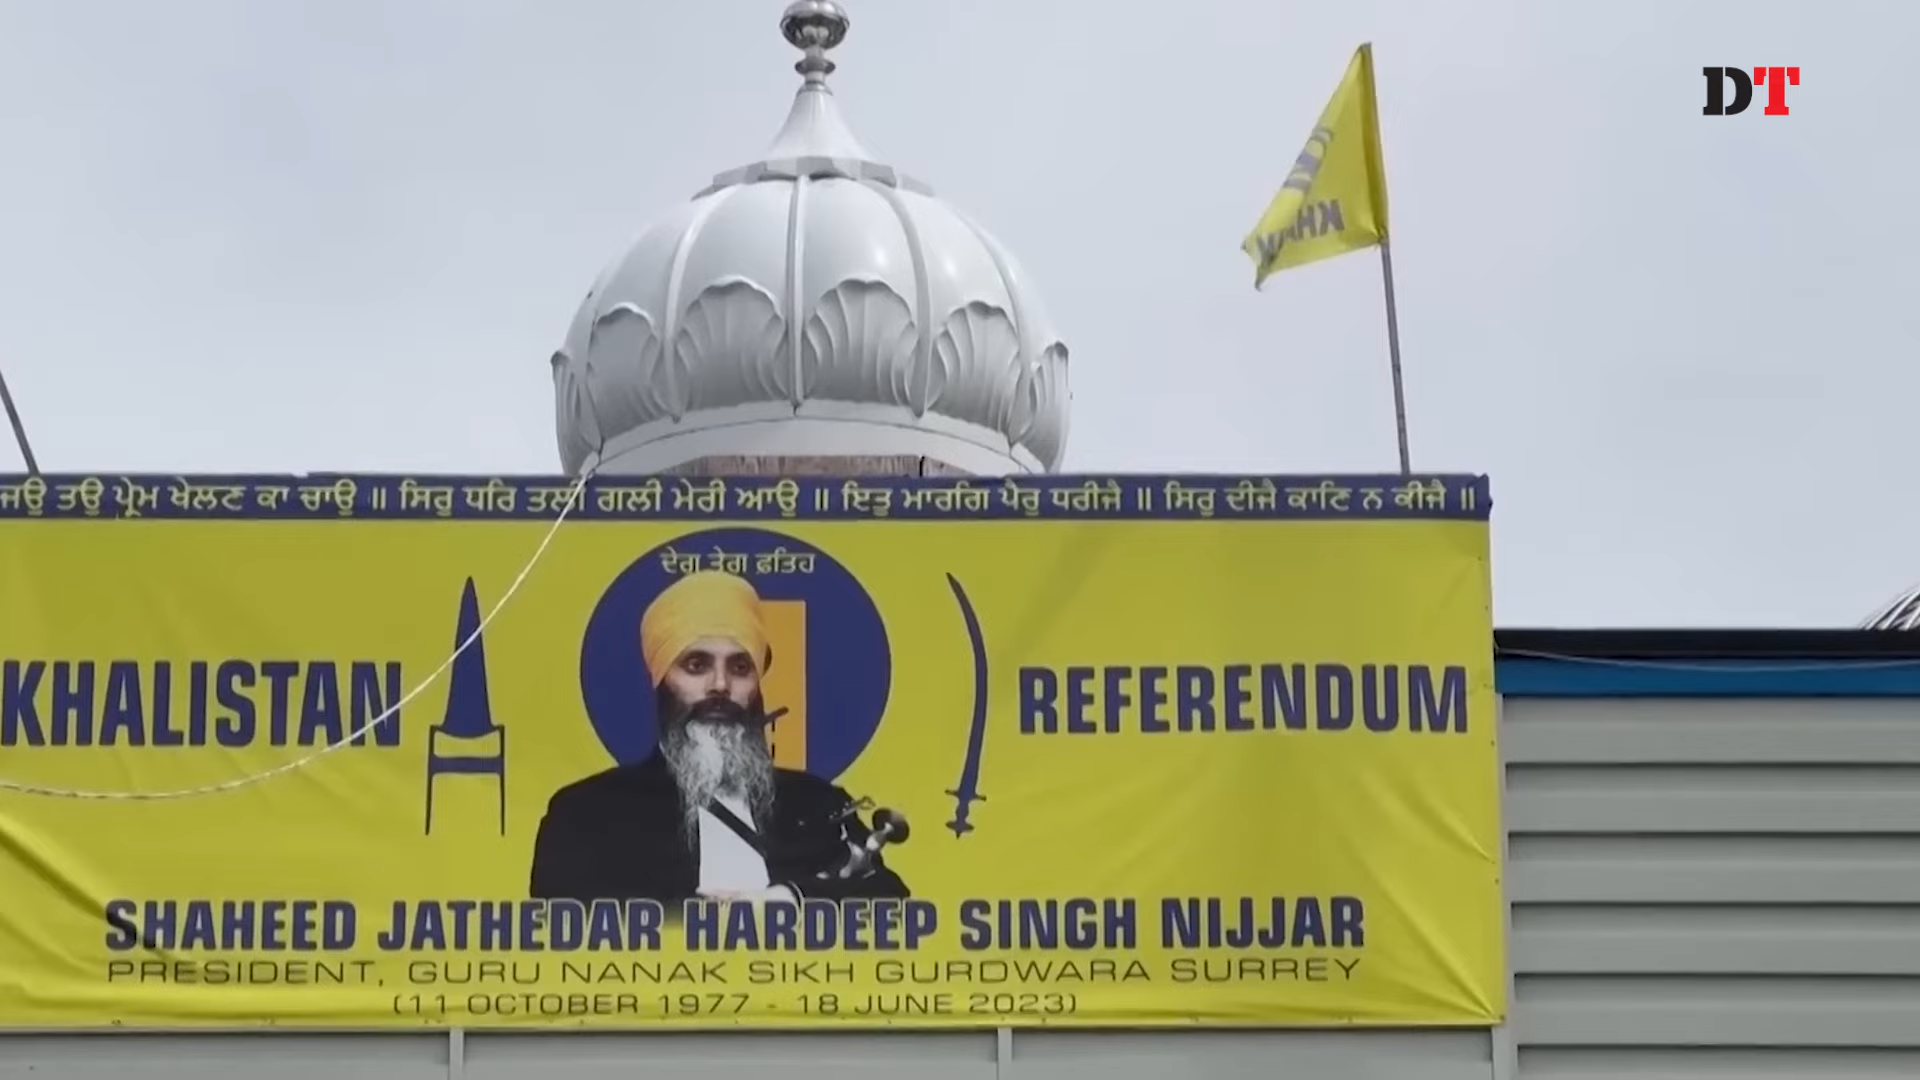 DT
ਜਉ ਤਉ ਪ੍ਰੇਮ ਖੇਲਣ ਕਾ ਚਾਉ ॥ ਸਿਰੁ ਧਰਿ ਤਲੀ ਗਲੀ ਮੇਰੀ ਆਉ ॥ ਇਤੁ ਮਾਰਗਿ ਪੈਰੁ ਧਰੀਜੈ ॥ ਸਿਰੁ ਦੀਜੈ ਕਾਣਿ ਨ ਕੀਜੈ ॥
ਦੇਗ ਤੇਗ ਫ਼ਤਿਹ
KHALISTAN REFERENDUM
SHAHEED JATHEDAR HARDEEP SINGH NIJJAR
PRESIDENT, GURU NANAK SIKH GURDWARA SURREY
(11 OCTOBER 1977 - 18 JUNE 2023)